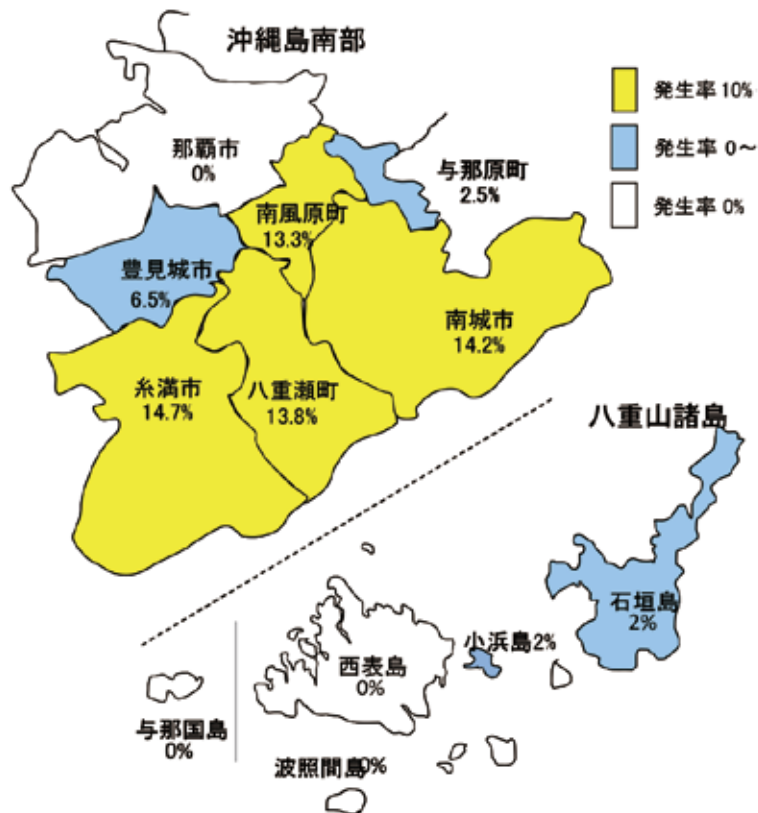 沖縄島南部
発生率 10%
発生率 0～
発生率 0%
那覇市
0%
与那原町
2.5%
南風原町
13.3%
豊見城市
6.5%
南城市
14.2%
糸満市
14.7%
八重瀬町
13.8%
八重山諸島
石垣島
2%
小浜島2%
西表島
0%
与那国島
0%
波照間島0%